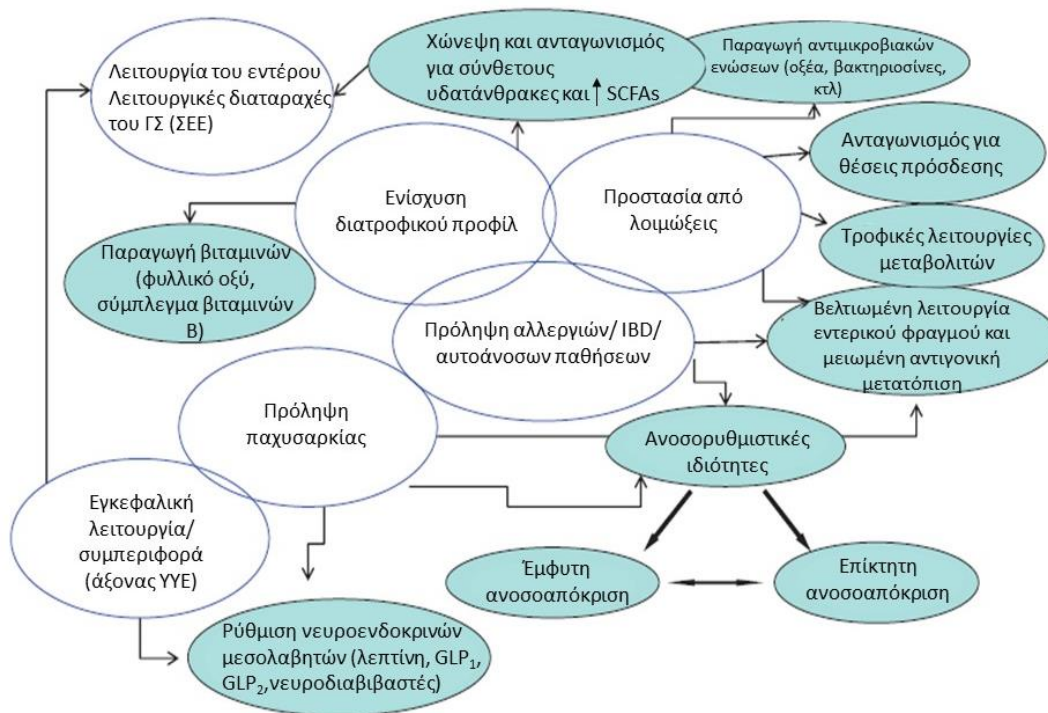 Χώνεψη και ανταγωνισμός
για σύνθετους
υδατάνθρακες και ↑ SCFAs
Παραγωγή αντιμικροβιακών
ενώσεων (οξέα, βακτηριοσίνες,
κτλ)
Λειτουργία του εντέρου
Λειτουργικές διαταραχές
του ΓΣ (ΣΕΕ)
Ανταγωνισμός για
θέσεις πρόσδεσης
Ενίσχυση
διατροφικού προφίλ
Προστασία από
λοιμώξεις
Τροφικές λειτουργίες
μεταβολιτών
Παραγωγή βιταμινών
(φυλλικό οξύ,
σύμπλεγμα βιταμινών
Β)
Πρόληψη αλλεργιών/ IBD/
αυτοάνοσων παθήσεων
Βελτιωμένη λειτουργία
εντερικού φραγμού και
μειωμένη αντιγονική
μετατόπιση
Πρόληψη
παχυσαρκίας
Ανοσορυθμιστικές
ιδιότητες
Εγκεφαλική
λειτουργία/
συμπεριφορά
(άξονας ΥΥΕ)
Έμφυτη
ανοσοαπόκριση
Επίκτητη
ανοσοαπόκριση
Ρύθμιση νευροενδοκρινών
μεσολαβητών (λεπτίνη, GLP₁,
GLP₂,νευροδιαβιβαστές)